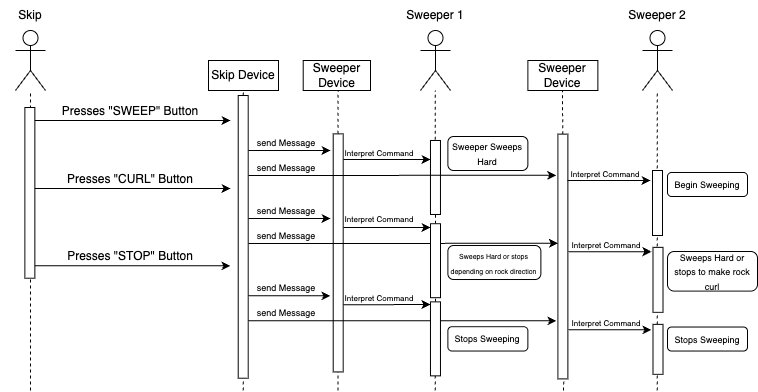 Skip
Sweeper 1
Sweeper 2
Skip Device
Sweeper
Device
Sweeper
Device
Presses "SWEEP" Button
send Message
Interpret Command
Sweeper Sweeps
Hard
send Message
Interpret Command
Begin Sweeping
Presses "CURL" Button
send Message
Interpret Command
send Message
Sweeps Hard or stops
depending on rock direction
Interpret Command
Sweeps Hard or
stops to make rock
curl
Presses "STOP" Button
send Message
Interpret Command
send Message
Stops Sweeping
Interpret Command
Stops Sweeping